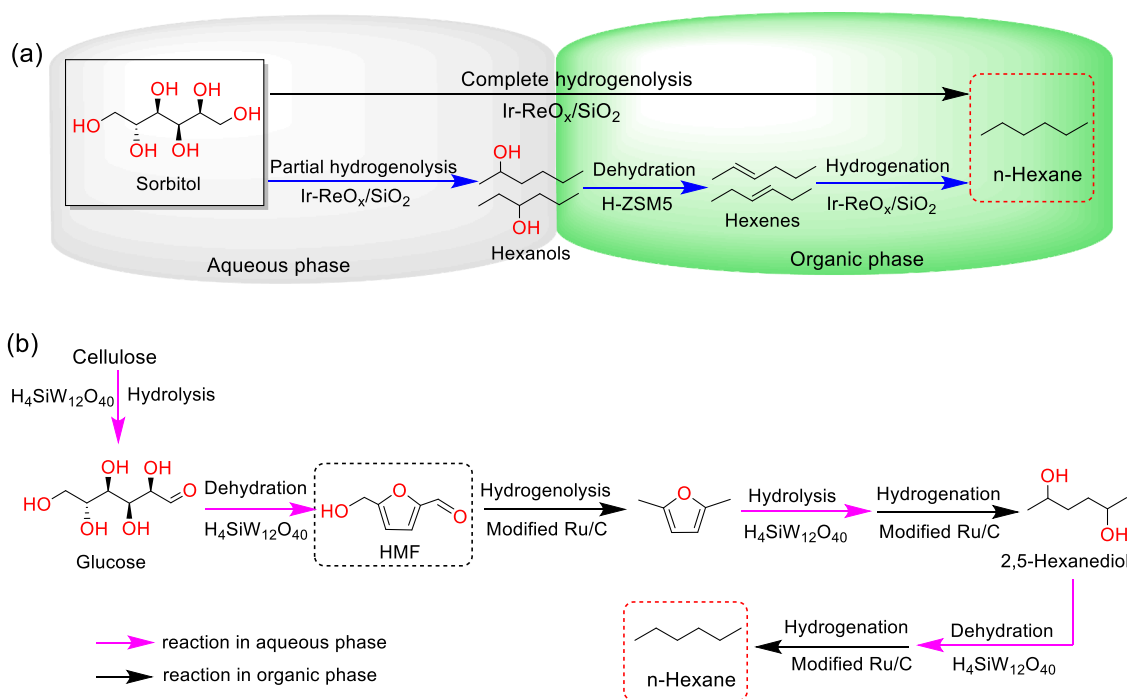 (a)
Complete hydrogenolysis
Ir-ReOₓ/SiO₂
OH
OH
OH
HO
OH
OH
OH
Sorbitol
Partial hydrogenolysis
Ir-ReOₓ/SiO₂
OH
OH
Hexanols
Dehydration
H-ZSM5
Hexenes
Hydrogenation
Ir-ReOₓ/SiO₂
n-Hexane
Aqueous phase
Organic phase
(b)
Cellulose
H₄SiW₁₂O₄₀
Hydrolysis
OH
OH
HO
O
OH
OH
Glucose
Dehydration
H₄SiW₁₂O₄₀
HO
O
O
HMF
Hydrogenolysis
Modified Ru/C
O
Hydrolysis
H₄SiW₁₂O₄₀
Hydrogenation
Modified Ru/C
OH
OH
2,5-Hexanediol
Dehydration
H₄SiW₁₂O₄₀
Hydrogenation
Modified Ru/C
n-Hexane
reaction in aqueous phase
reaction in organic phase